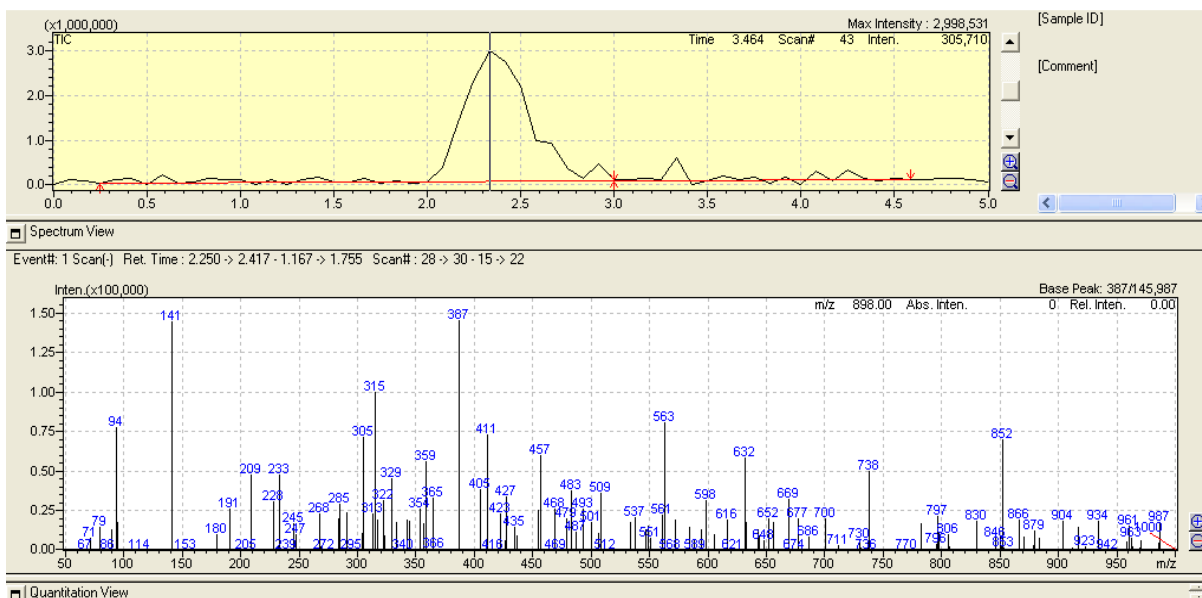 (x1,000,000)
Max Intensity : 2,998,531
[Sample ID]
TIC
Time 3.464 Scan# 43 Inten. 305,710
3.0
2.0
1.0
0.0
[Comment]
0.0 0.5 1.0 1.5 2.0 2.5 3.0 3.5 4.0 4.5 5.0
Spectrum View
Event#: 1 Scan(-) Ret. Time : 2.250 -> 2.417 - 1.167 -> 1.755 Scan# : 28 -> 30 - 15 -> 22
Inten.(x100,000)
Base Peak: 387/145,987
m/z 898.00 Abs. Inten. 0 Rel. Inten. 0.00
1.50
141 387
1.25
1.00
315
94 563
0.75
305 411 852
457 632
359
0.50
209 233 738
329 483
405 365
228 322 427 468 493 509 598 669
0.25
191 285 354 423 479 501 561
268 313 537 616 652 677 700 797 830 866 904 934 961 987
79 245 435 487 1000
180 247 551 648 686 730 806 846 879 963
71
0.00
67 86 114 153 205 239 272 295 340 366 416 469 512 568 589 621 674 711 736 770 796 853 923 942
50 100 150 200 250 300 350 400 450 500 550 600 650 700 750 800 850 900 950 m/z
Quantitation View